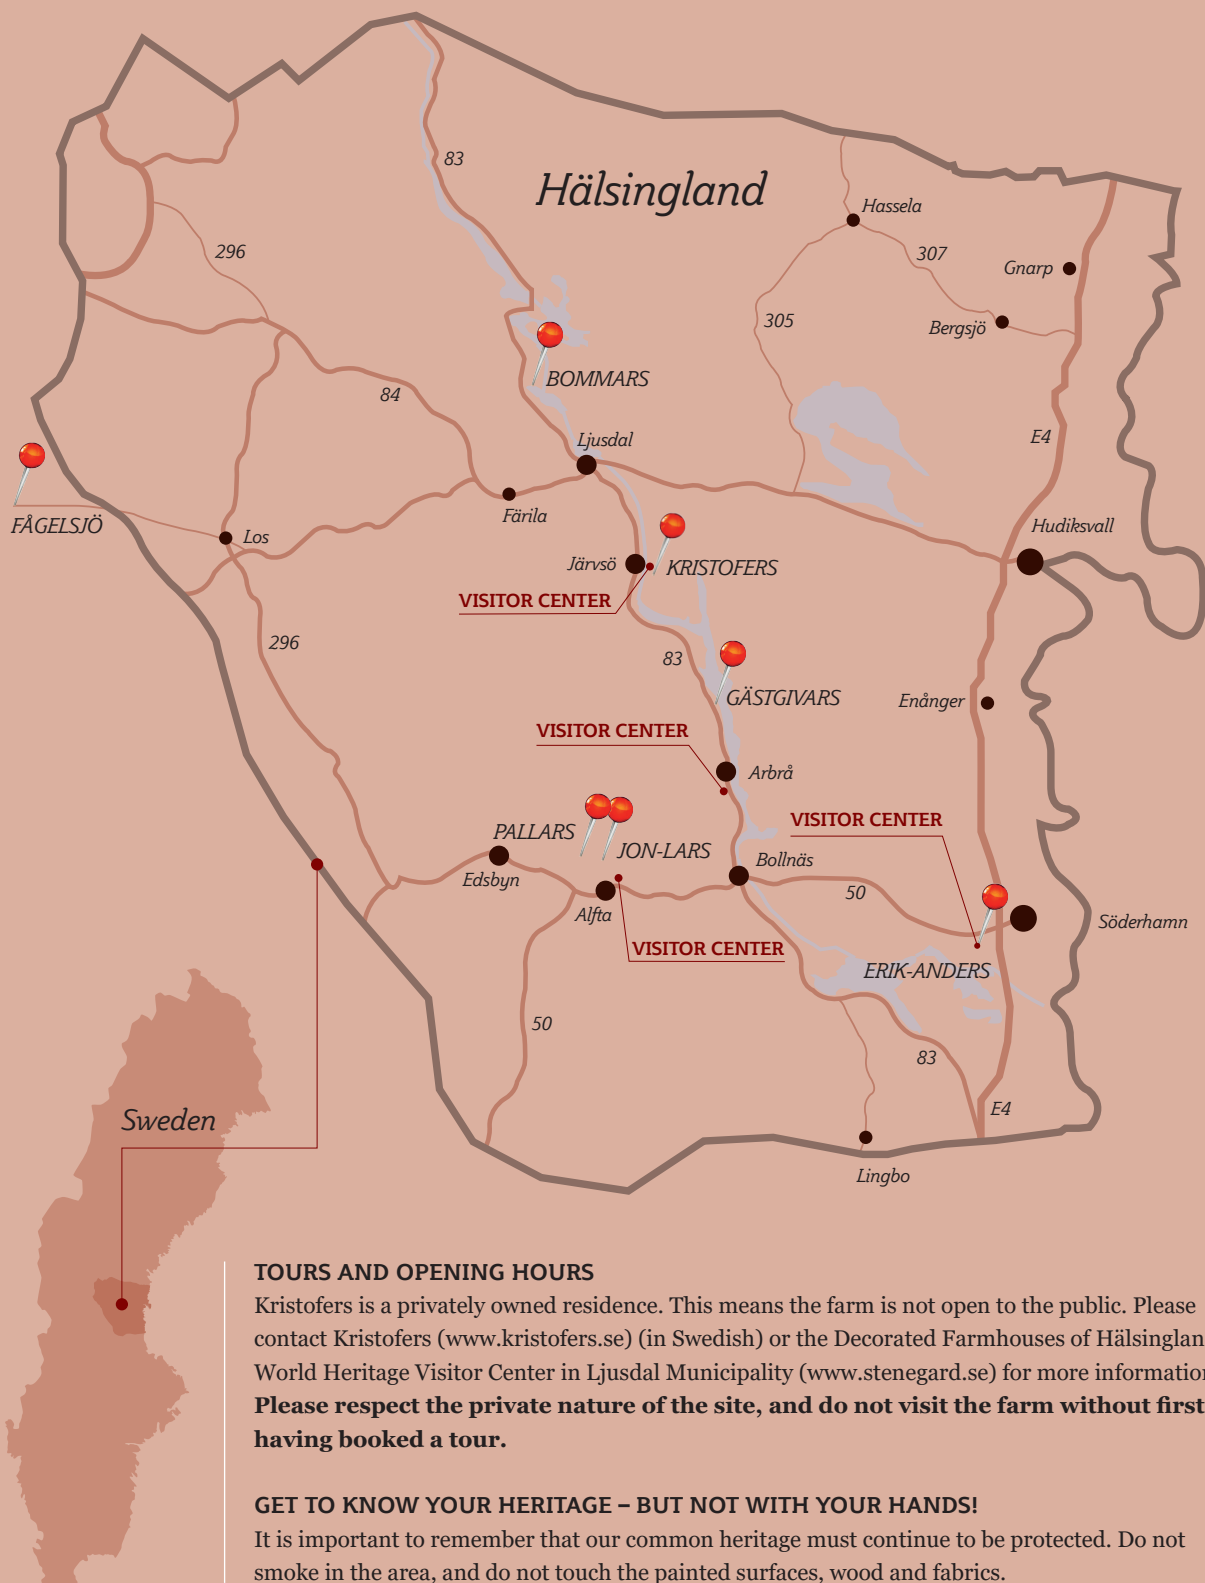 Hälsingland
83
Hassela
307
296
Gnarp
305
Bergsjö
BOMMARS
84
Ljusdal
E4
FÅGELSJÖ
Los
Färila
Hudiksvall
Järvsö
KRISTOFERS
VISITOR CENTER
296
83
GÄSTGIVARS
Enånger
VISITOR CENTER
Arbrå
VISITOR CENTER
PALLARS
JON-LARS
Bollnäs
Edsbyn
50
Alfta
Söderhamn
VISITOR CENTER
ERIK-ANDERS
50
83
E4
Sweden
Lingbo
TOURS AND OPENING HOURS
Kristofers is a privately owned residence. This means the farm is not open to the public. Please
contact Kristofers (www.kristofers.se) (in Swedish) or the Decorated Farmhouses of Hälsinglan
World Heritage Visitor Center in Ljusdal Municipality (www.stenegard.se) for more information
Please respect the private nature of the site, and do not visit the farm without first
having booked a tour.
GET TO KNOW YOUR HERITAGE – BUT NOT WITH YOUR HANDS!
It is important to remember that our common heritage must continue to be protected. Do not
smoke in the area, and do not touch the painted surfaces, wood and fabrics.